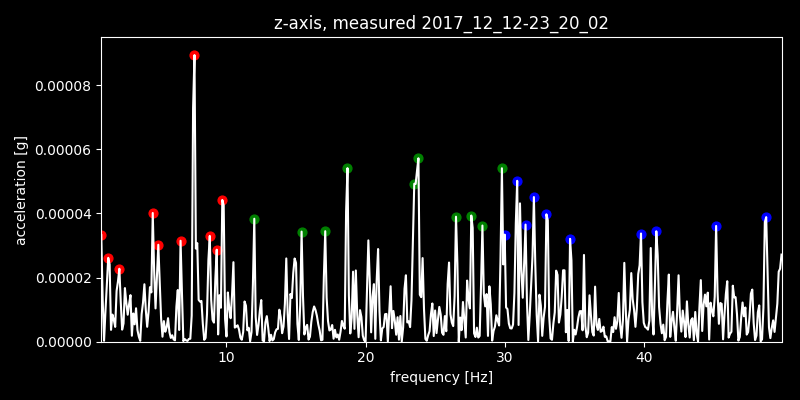 z-axis, measured 2017_12_12-23_20_02
acceleration [g]
0.00008
0.00006
0.00004
0.00002
0.00000
10 20 30 40
frequency [Hz]